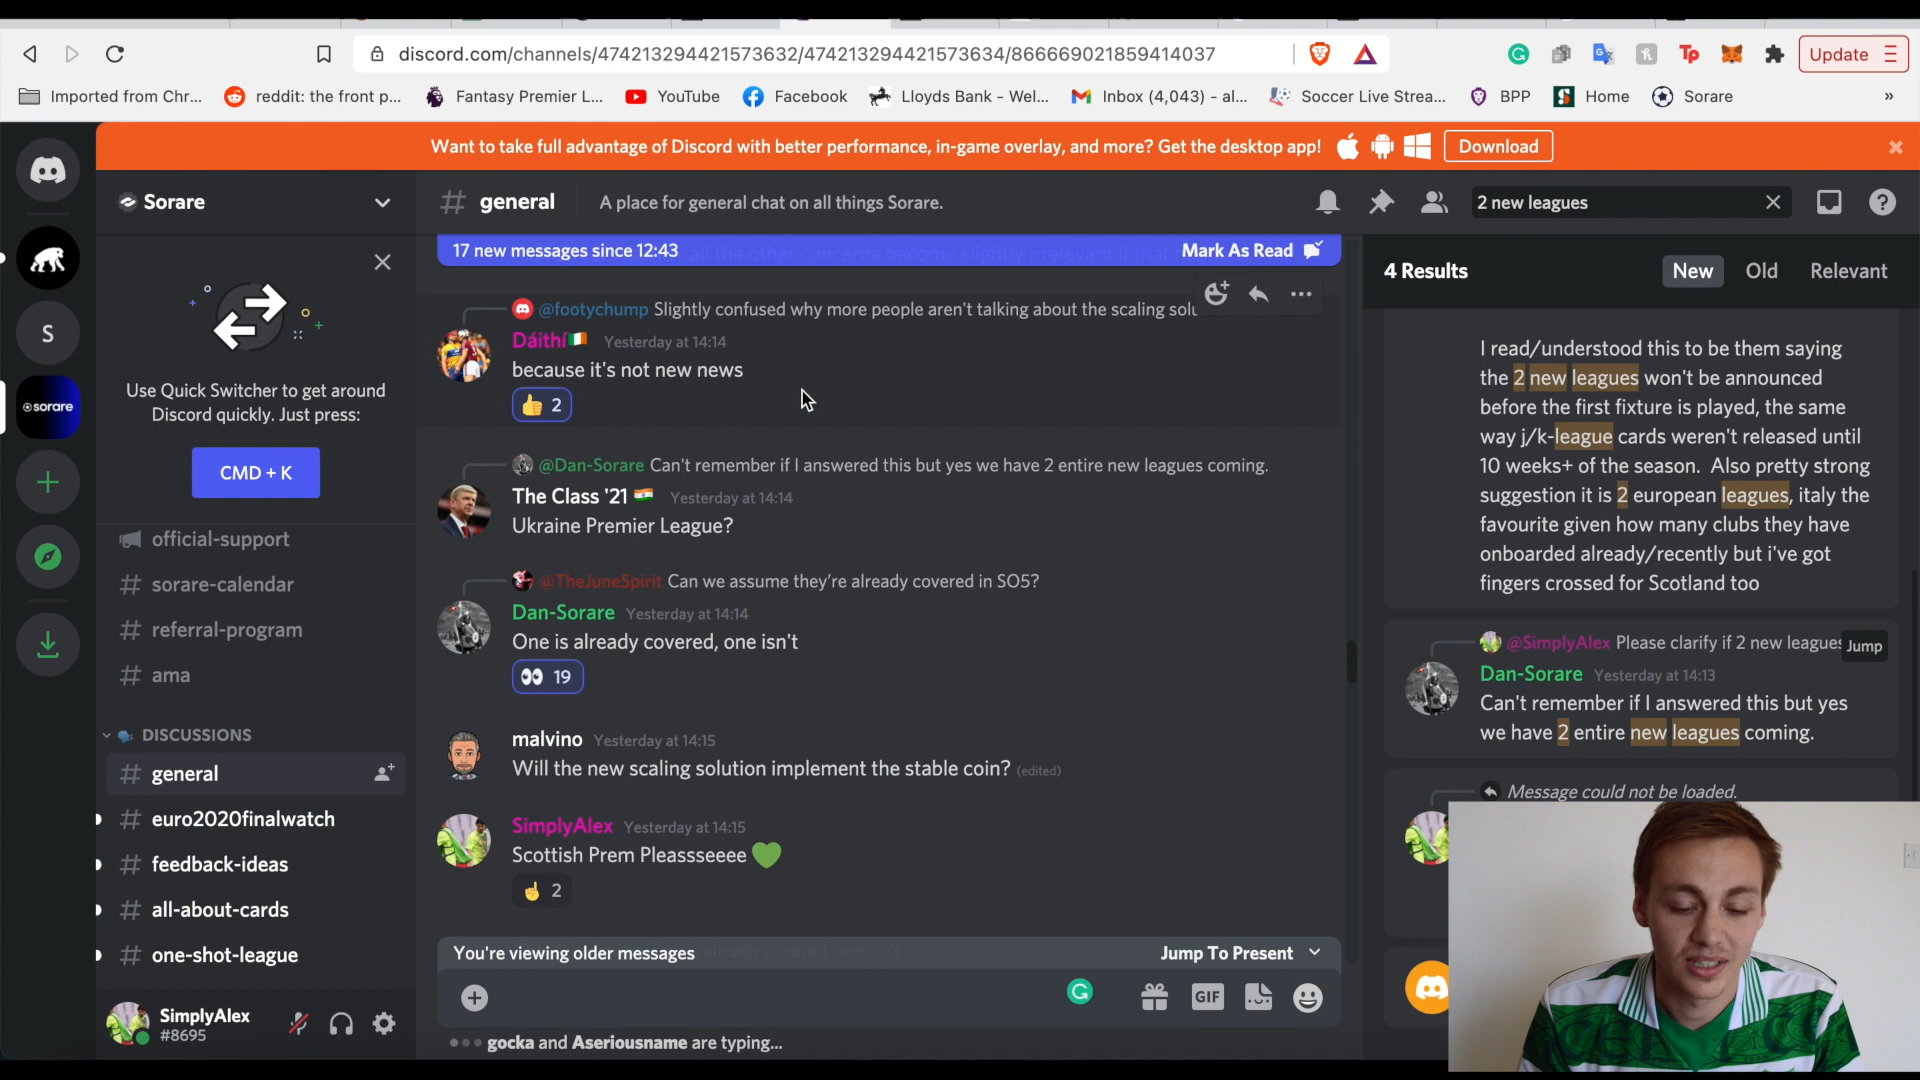 discord.com/channels/474213294421573632/474213294421573634/866669021859414037
Update
Imported from Chr...
reddit: the front p...
Fantasy Premier L...
YouTube
Facebook
Lloyds Bank - Wel...
Inbox (4,043) - al...
Soccer Live Strea...
BPP
Home
Sorare
»
Want to take full advantage of Discord with better performance, in-game overlay, and more? Get the desktop app!
Download
Sorare
general
A place for general chat on all things Sorare.
2 new leagues
S
sorare
Use Quick Switcher to get around
Discord quickly. Just press:
CMD + K
official-support
sorare-calendar
referral-program
ama
DISCUSSIONS
general
euro2020finalwatch
feedback-ideas
all-about-cards
one-shot-league
SimplyAlex
#8695
17 new messages since 12:43
Mark As Read
@footychump Slightly confused why more people aren't talking about the scaling solu
Dáithí Yesterday at 14:14
because it's not new news
2
@Dan-Sorare Can't remember if I answered this but yes we have 2 entire new leagues coming.
The Class '21 Yesterday at 14:14
Ukraine Premier League?
@TheJuneSpirit Can we assume they're already covered in SO5?
Dan-Sorare Yesterday at 14:14
One is already covered, one isn't
19
malvino Yesterday at 14:15
Will the new scaling solution implement the stable coin? (edited)
SimplyAlex Yesterday at 14:15
Scottish Prem Pleassseeee
2
You're viewing older messages
Jump To Present
GIF
gocka and Aseriousname are typing...
4 Results
New
Old
Relevant
I read/understood this to be them saying
the 2 new leagues won't be announced
before the first fixture is played, the same
way j/k-league cards weren't released until
10 weeks+ of the season. Also pretty strong
suggestion it is 2 european leagues, italy the
favourite given how many clubs they have
onboarded already/recently but i've got
fingers crossed for Scotland too
@SimplyAlex Please clarify if 2 new leagues
Jump
Dan-Sorare Yesterday at 14:13
Can't remember if I answered this but yes
we have 2 entire new leagues coming.
Message could not be loaded.